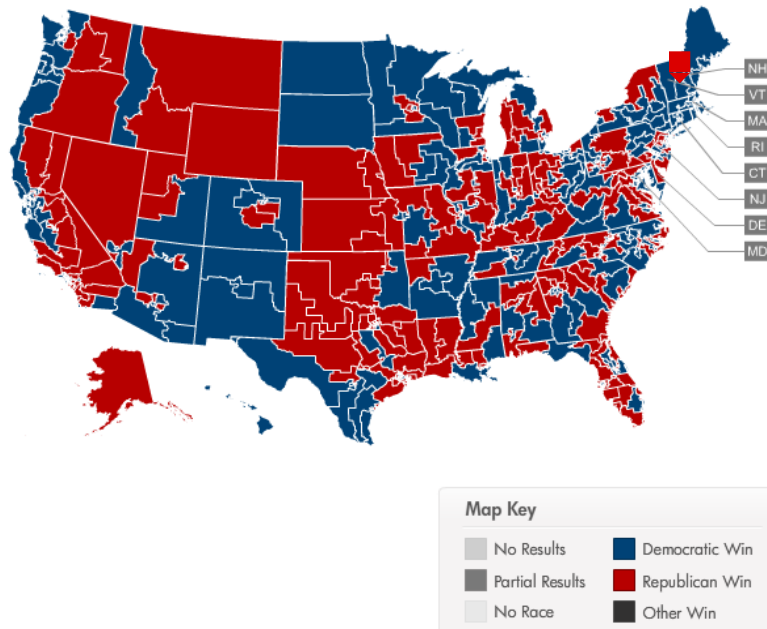 NH
VT
MA
RI
CT
NJ
DE
MD
Map Key
No Results
Democratic Win
Partial Results
Republican Win
No Race
Other Win